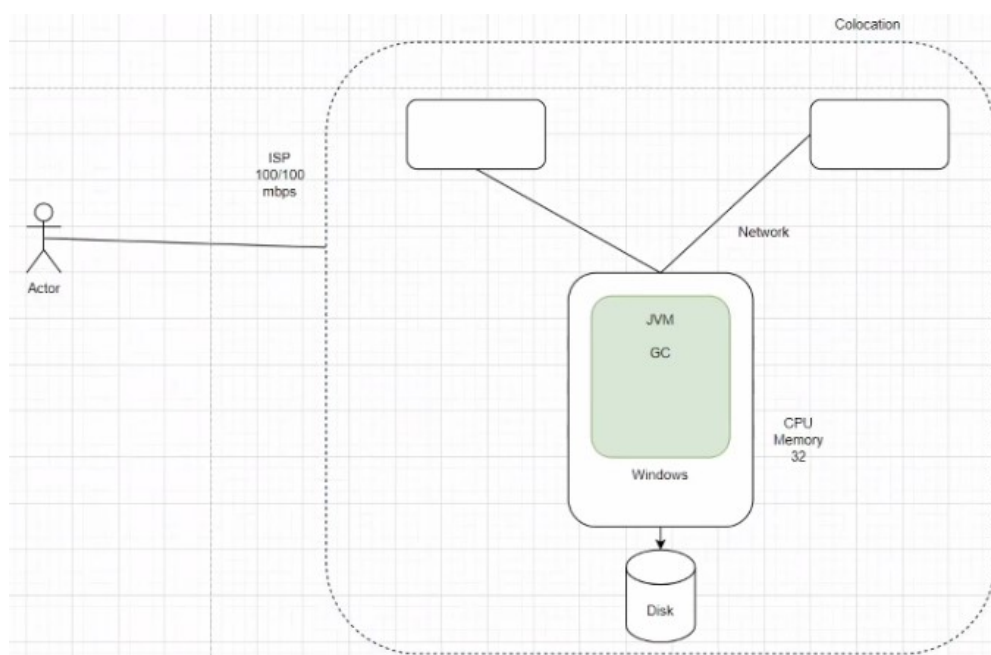 Colocation
ISP
100/100
mbps
Actor
Network
JVM
GC
Windows
CPU
Memory
32
Disk